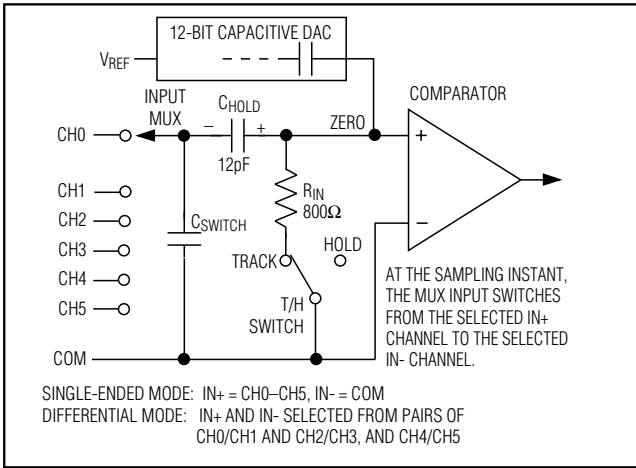 12-BIT CAPACITIVE DAC
VREF
COMPARATOR
INPUT
MUX
CHOLD
– +
ZERO
CH0
12pF
+
RIN
800Ω
CH1
CH2
CSWITCH
–
HOLD
CH3
TRACK
AT THE SAMPLING INSTANT,
THE MUX INPUT SWITCHES
FROM THE SELECTED IN+
CHANNEL TO THE SELECTED
IN- CHANNEL.
CH4
CH5
T/H
SWITCH
COM
SINGLE-ENDED MODE: IN+ = CH0–CH5, IN- = COM
DIFFERENTIAL MODE: IN+ AND IN- SELECTED FROM PAIRS OF
CH0/CH1 AND CH2/CH3, AND CH4/CH5